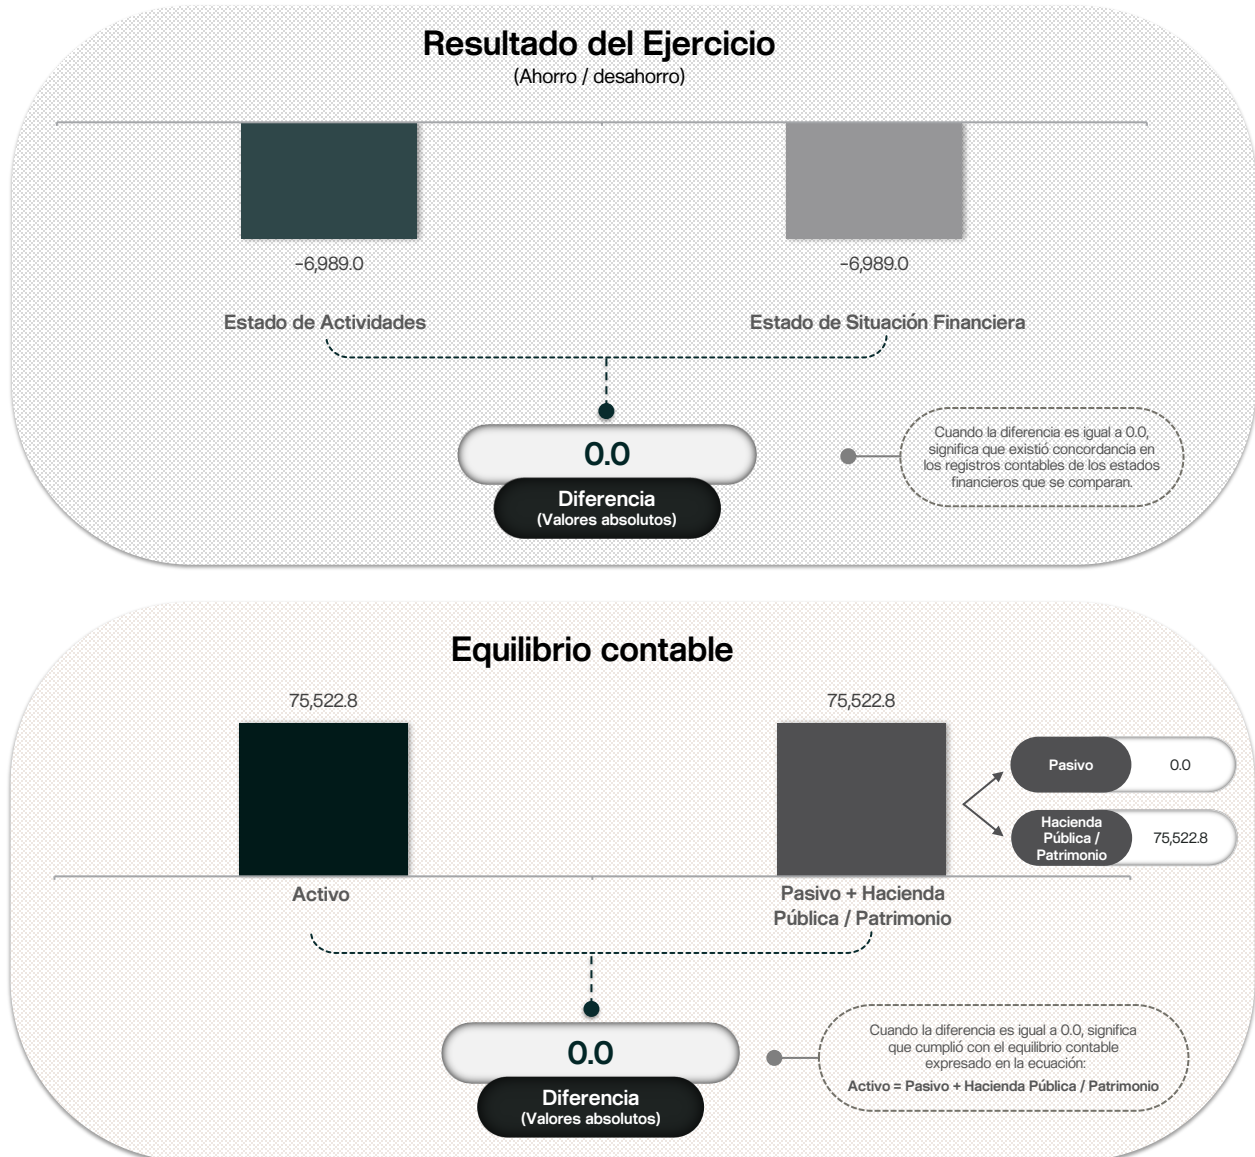 Resultado del Ejercicio
(Ahorro / desahorro)
-6,989.0
-6,989.0
Estado de Actividades
Estado de Situación Financiera
0.0
Diferencia
(Valores absolutos)
Cuando la diferencia es igual a 0.0,
significa que existió concordancia en
los registros contables de los estados
financieros que se comparan.
Equilibrio contable
75,522.8
75,522.8
Pasivo
0.0
Hacienda
Pública /
Patrimonio
75,522.8
Activo
Pasivo + Hacienda
Pública / Patrimonio
0.0
Diferencia
(Valores absolutos)
Cuando la diferencia es igual a 0.0, significa
que cumplió con el equilibrio contable
expresado en la ecuación:
Activo = Pasivo + Hacienda Pública / Patrimonio